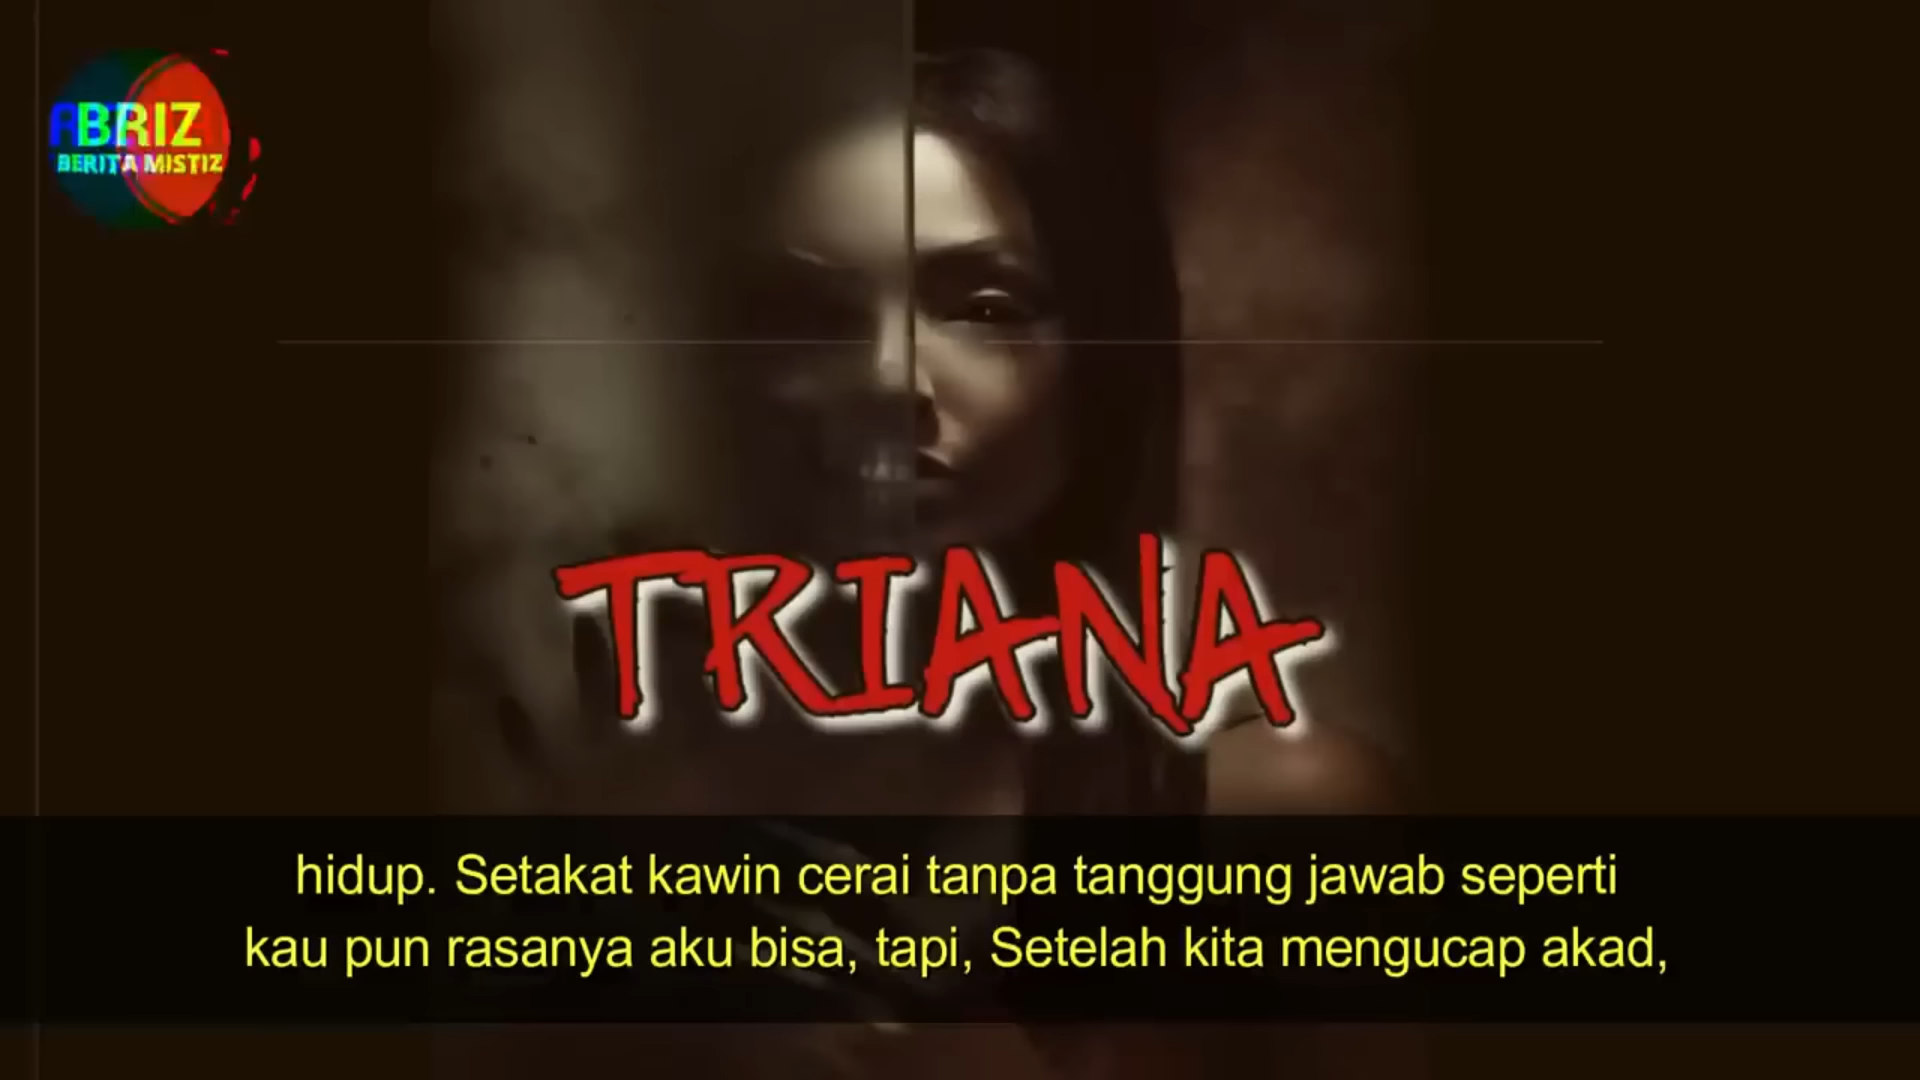 ABRIZ
BERITA MISTIZ
TRIANA
hidup. Setakat kawin cerai tanpa tanggung jawab seperti
kau pun rasanya aku bisa, tapi, Setelah kita mengucap akad,